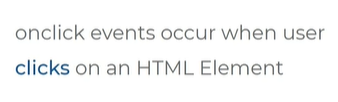 onclick events occur when user
clicks on an HTML Element